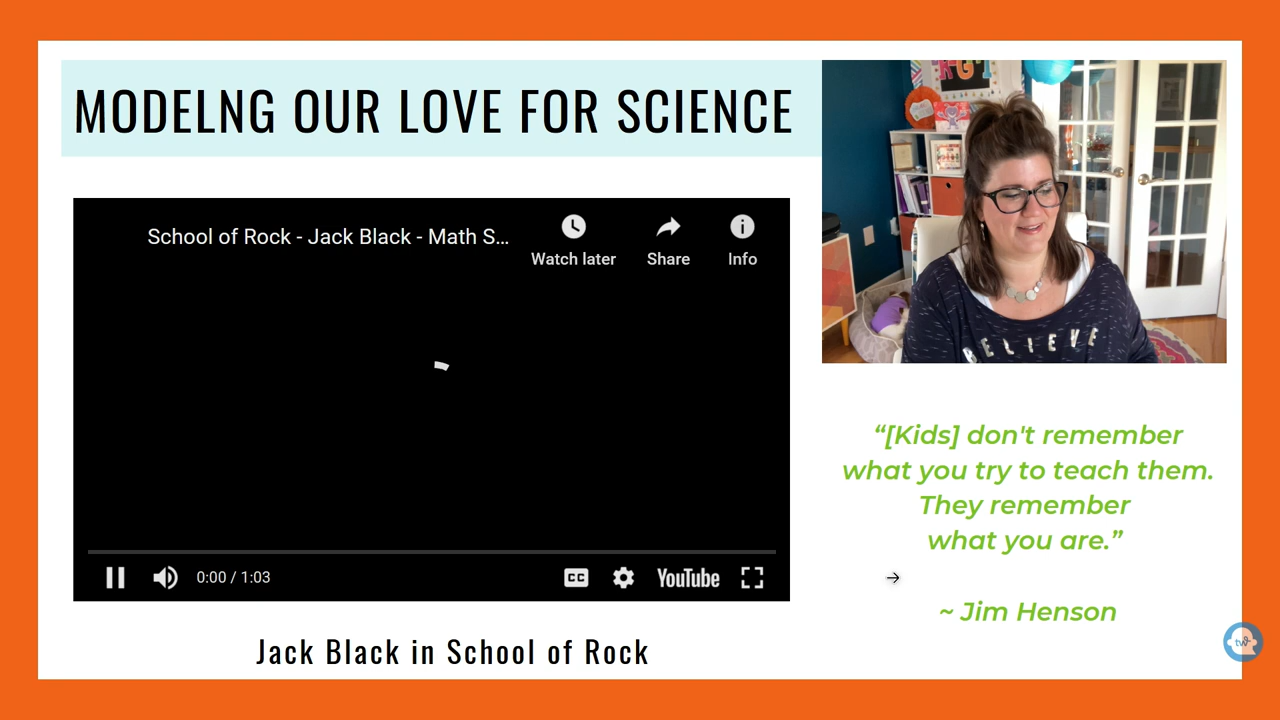 MODELNG OUR LOVE FOR SCIENCE
School of Rock - Jack Black - Math S...
Watch later
Share
Info
CC
0:00 / 1:03
YouTube
Jack Black in School of Rock
BELIEVE
“[Kids] don't remember
what you try to teach them.
They remember
what you are.”
~ Jim Henson
tw